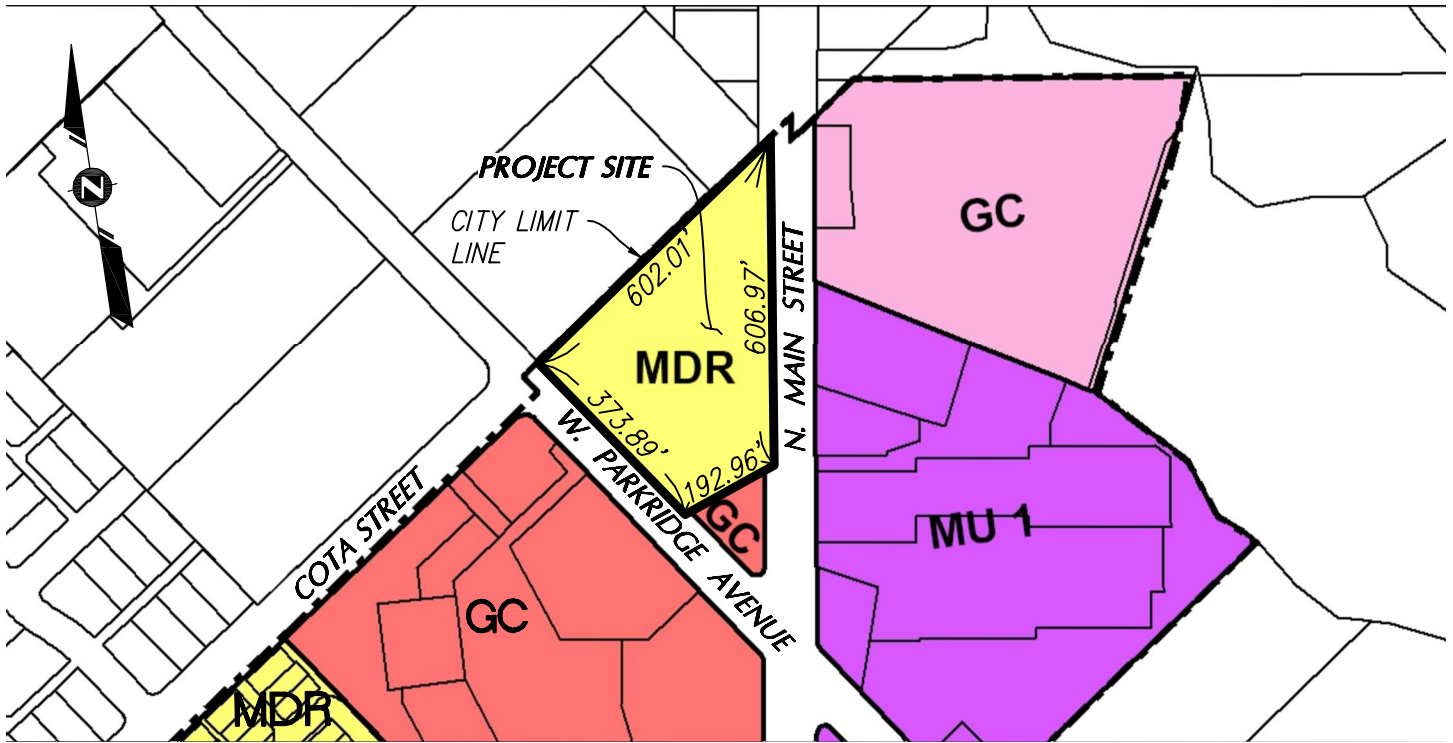 PROJECT SITE
CITY LIMIT
LINE
602.01'
606.97'
N. MAIN STREET
GC
MDR
373.89'
192.96'
W. PARKRIDGE AVENUE
GC
MU 1
COTA STREET
GC
MDR
N